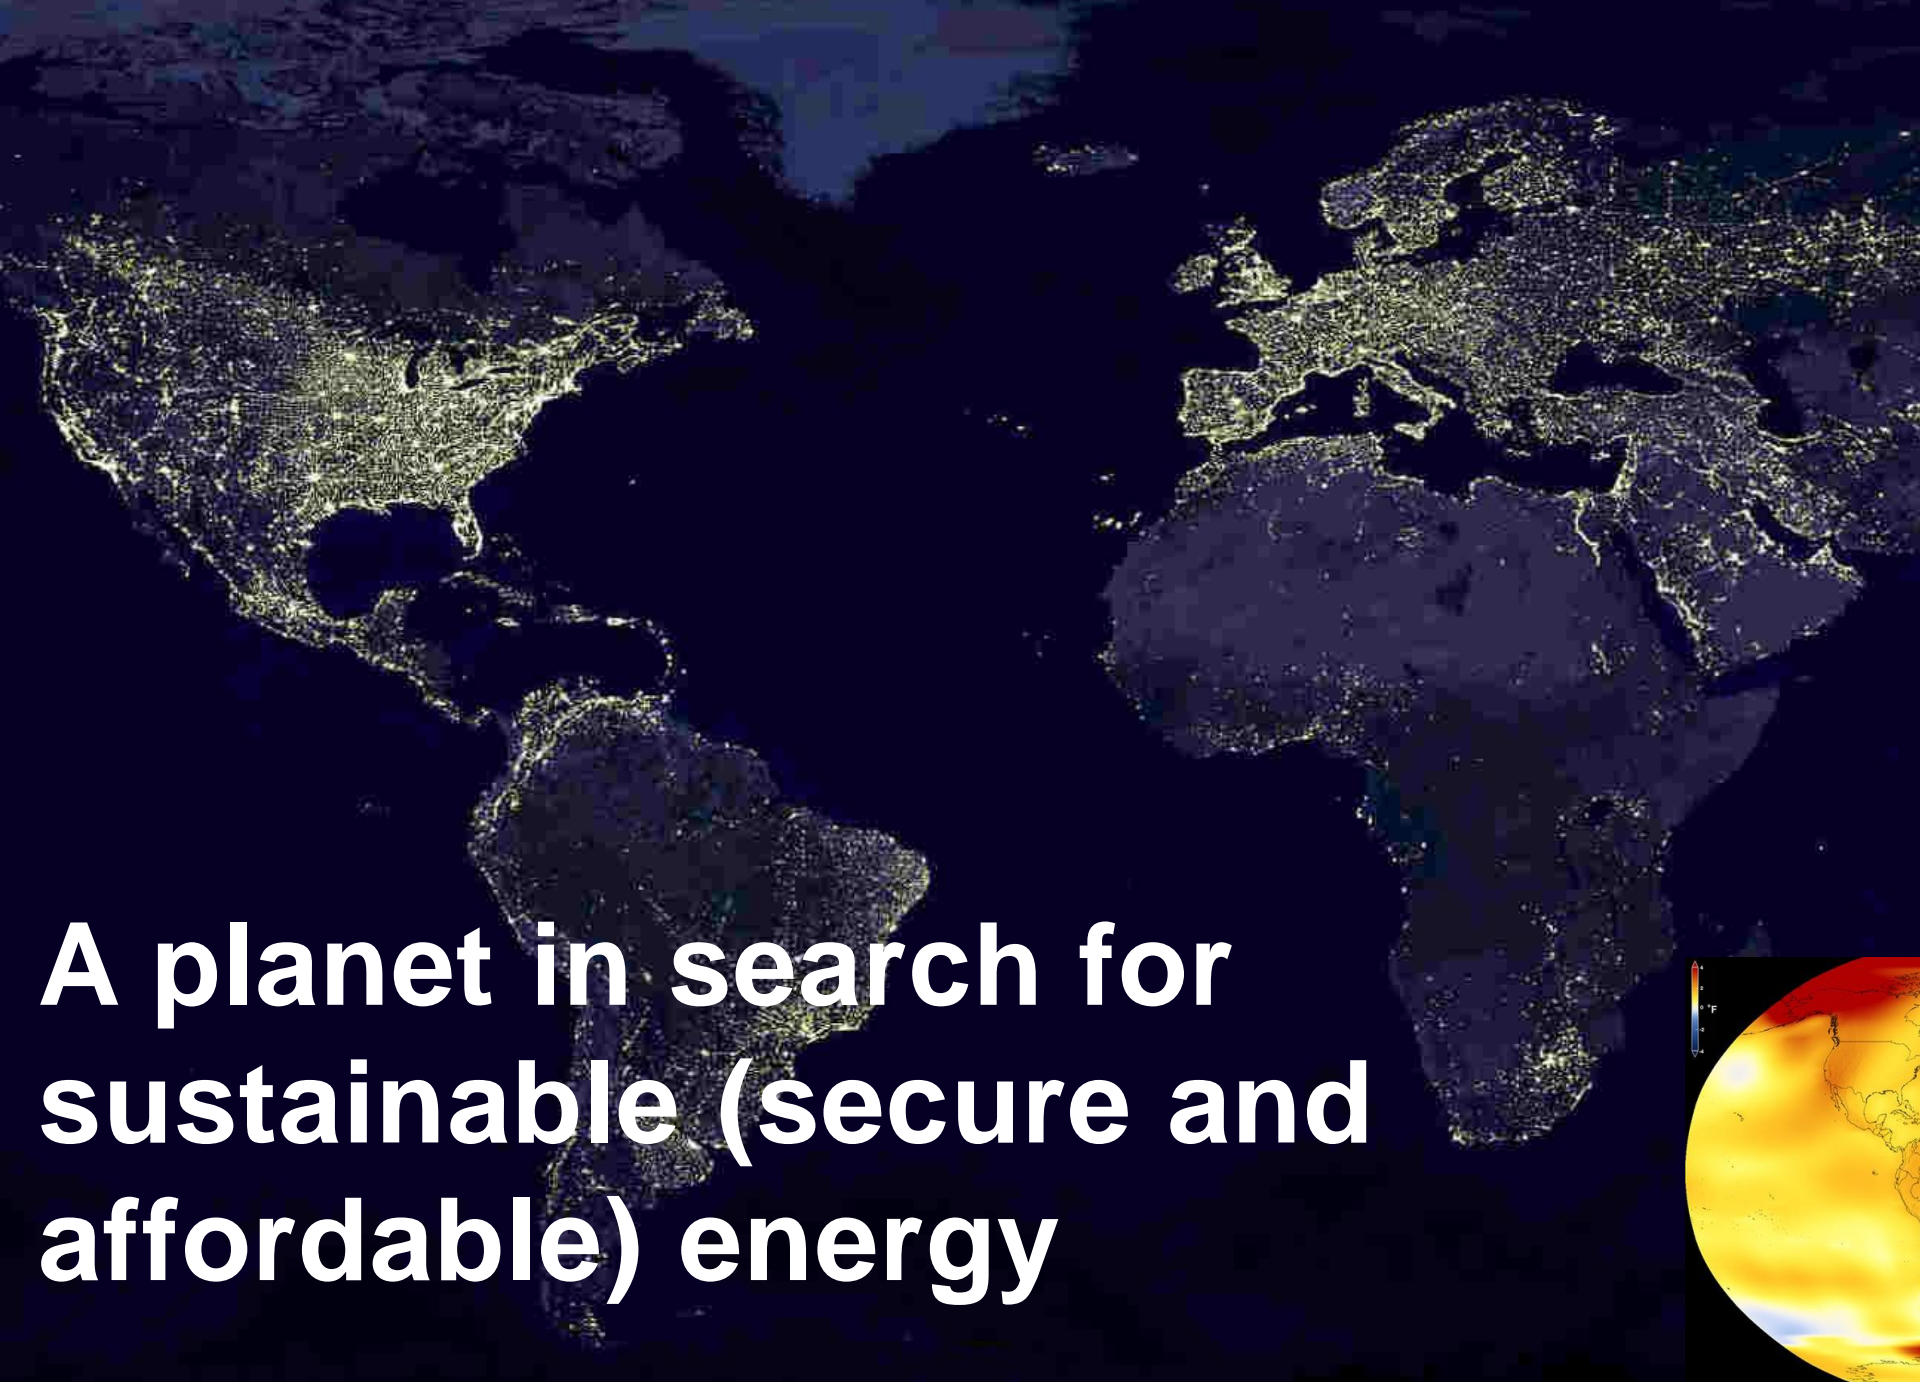 A planet in search for
sustainable (secure and
affordable) energy
°F